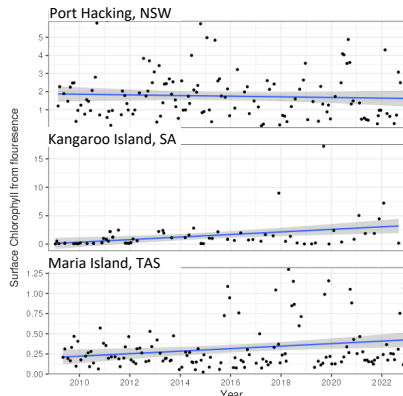 Port Hacking, NSW
5
4
3
2
1
Kangaroo Island, SA
15
10
5
0
Maria Island, TAS
1.25
1.00
0.75
0.50
0.25
0.00
2010 2012 2014 2016 2018 2020 2022
Year
Surface Chlorophyll from flouresence